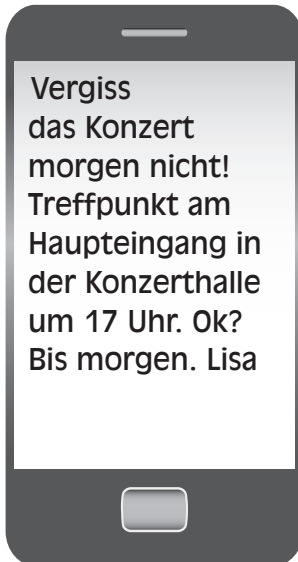 Vergiss
das Konzert
morgen nicht!
Treffpunkt am
Haupteingang in
der Konzerthalle
um 17 Uhr. Ok?
Bis morgen. Lisa